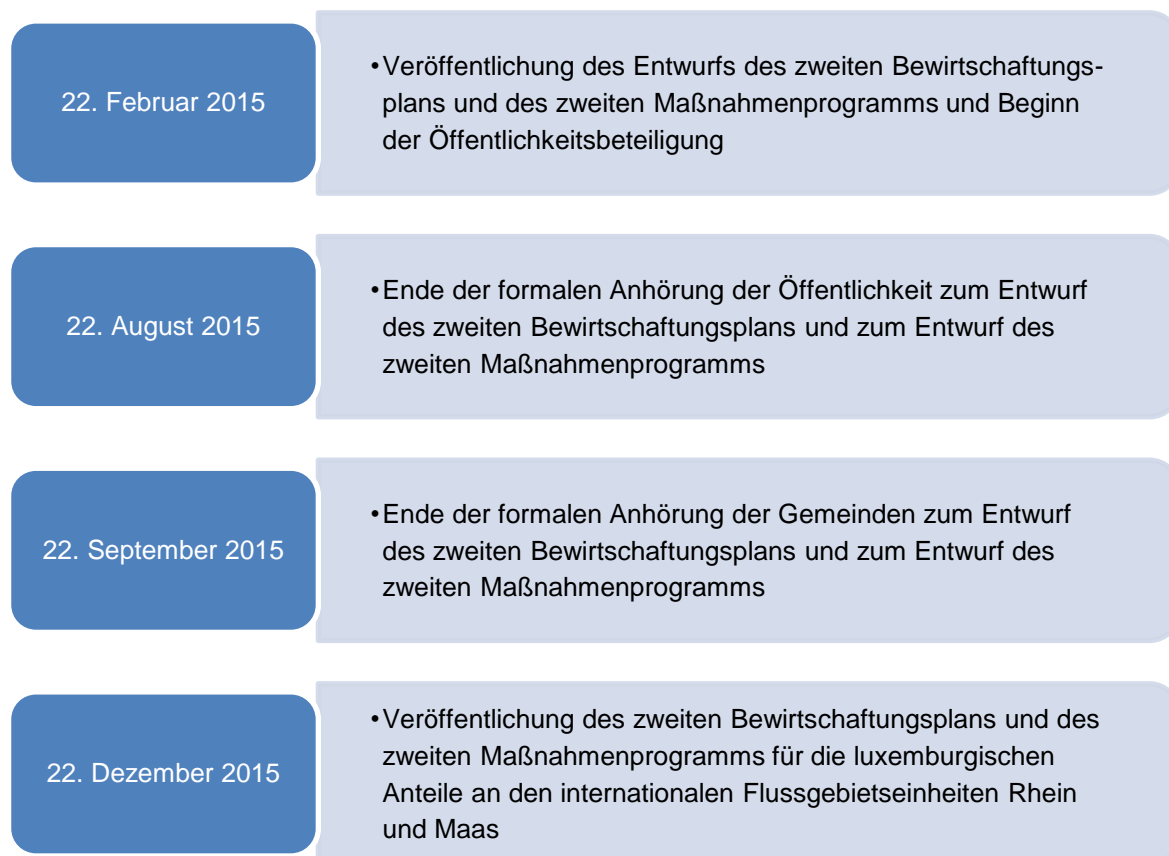 22. Februar 2015
•Veröffentlichung des Entwurfs des zweiten Bewirtschaftungs-
plans und des zweiten Maßnahmenprogramms und Beginn
der Öffentlichkeitsbeteiligung
22. August 2015
•Ende der formalen Anhörung der Öffentlichkeit zum Entwurf
des zweiten Bewirtschaftungsplans und zum Entwurf des
zweiten Maßnahmenprogramms
22. September 2015
•Ende der formalen Anhörung der Gemeinden zum Entwurf
des zweiten Bewirtschaftungsplans und zum Entwurf des
zweiten Maßnahmenprogramms
22. Dezember 2015
•Veröffentlichung des zweiten Bewirtschaftungsplans und des
zweiten Maßnahmenprogramms für die luxemburgischen
Anteile an den internationalen Flussgebietseinheiten Rhein
und Maas